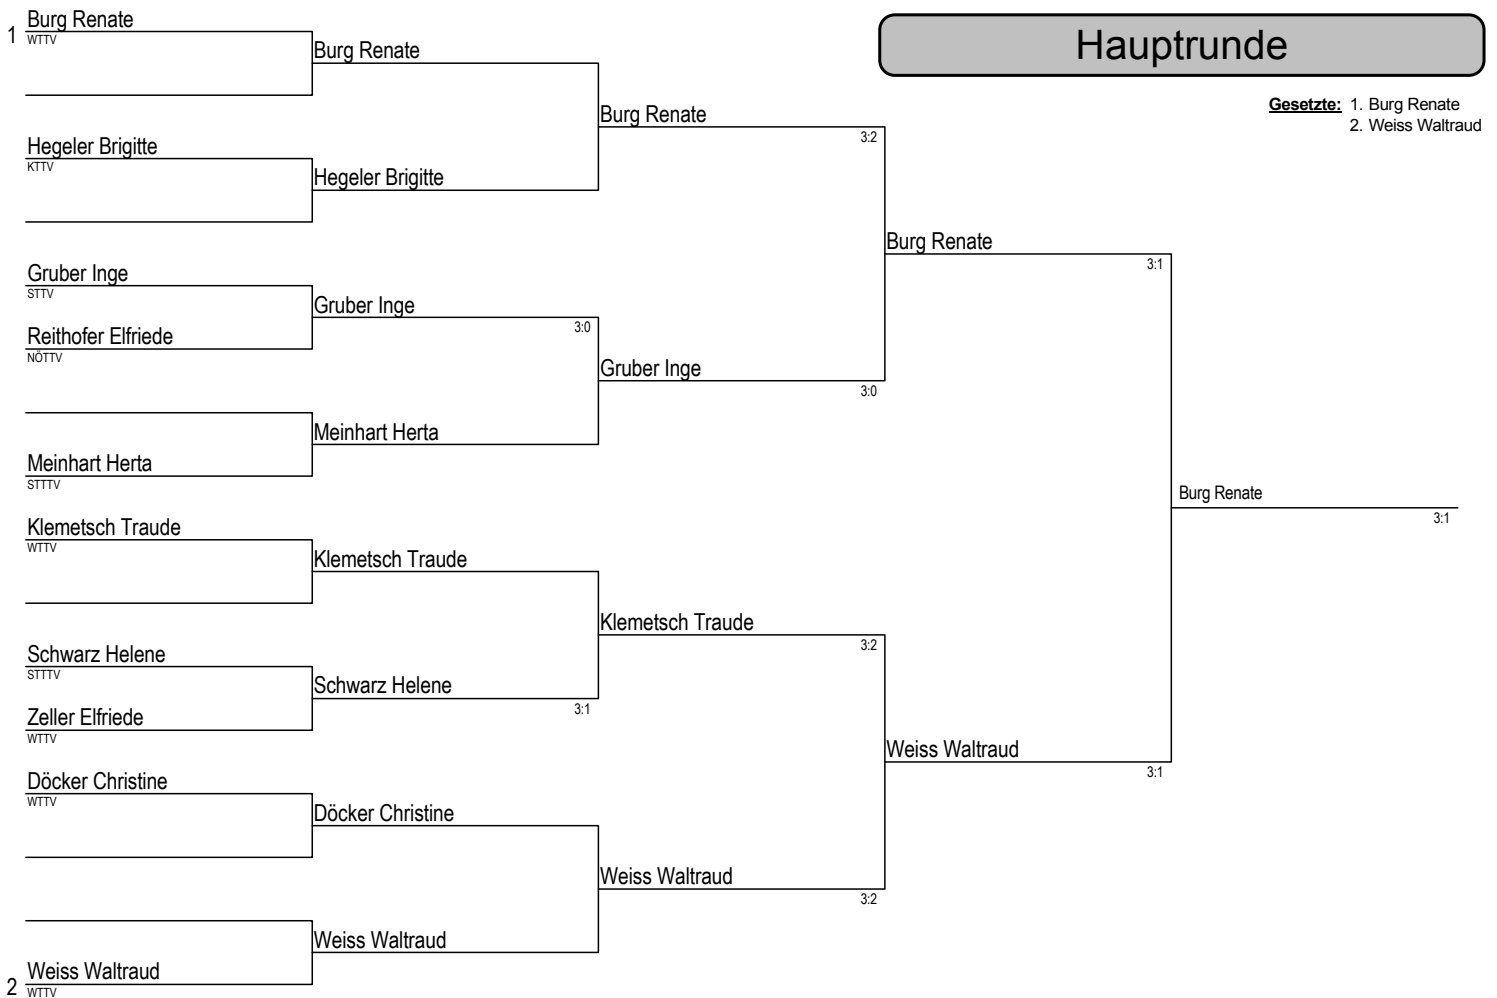 Hauptrunde
Gesetzte: 1. Burg Renate
2. Weiss Waltraud
1 Burg Renate
WTTV
Hegeler Brigitte
KTTV
Gruber Inge
STTV
Reithofer Elfriede
NÖTTV
Meinhart Herta
STTTV
Klemetsch Traude
WTTV
Schwarz Helene
STTTV
Zeller Elfriede
WTTV
Döcker Christine
WTTV
2 Weiss Waltraud
WTTV
Burg Renate
Hegeler Brigitte
Gruber Inge
3:0
Meinhart Herta
Klemetsch Traude
Schwarz Helene
3:1
Döcker Christine
Weiss Waltraud
Burg Renate
3:2
Gruber Inge
3:0
Klemetsch Traude
3:2
Weiss Waltraud
3:2
Burg Renate
3:1
Weiss Waltraud
3:1
Burg Renate
3:1